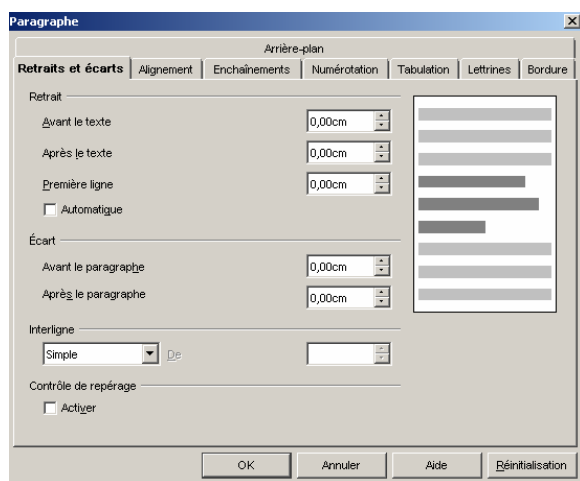 Paragraphe
Arrière-plan
Retraits et écarts Alignement Enchaînements Numérotation Tabulation Lettrines Bordure
Retrait
Avant le texte 0,00cm
Après le texte 0,00cm
Première ligne 0,00cm
Automatique
Écart
Avant le paragraphe 0,00cm
Après le paragraphe 0,00cm
Interligne
Simple De
Contrôle de repérage
Activer
OK Annuler Aide Réinitialisation